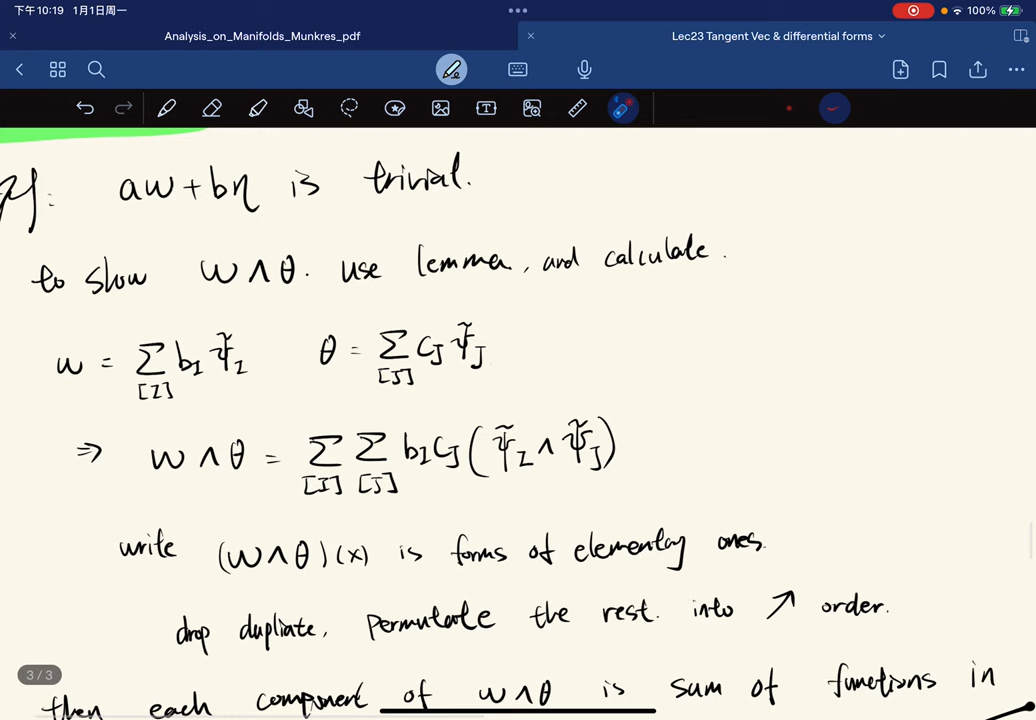 下午10:19 1月1日周一
100%
Analysis_on_Manifolds_Munkres_pdf
Lec23 Tangent Vec & differential forms
pf: aw + bη is trivial.
to show w ∧ θ. use lemma, and calculate.
w = Σ_[I] b_I ψ̃_I θ = Σ_[J] c_J ψ̃_J
⇒ w ∧ θ = Σ_[I] Σ_[J] b_I c_J ( ψ̃_I ∧ ψ̃_J )
write (w ∧ θ)(x) is forms of elementary ones.
drop dupliate, permutate the rest. into ↗ order.
3 / 3
then each component of w ∧ θ is sum of functions in